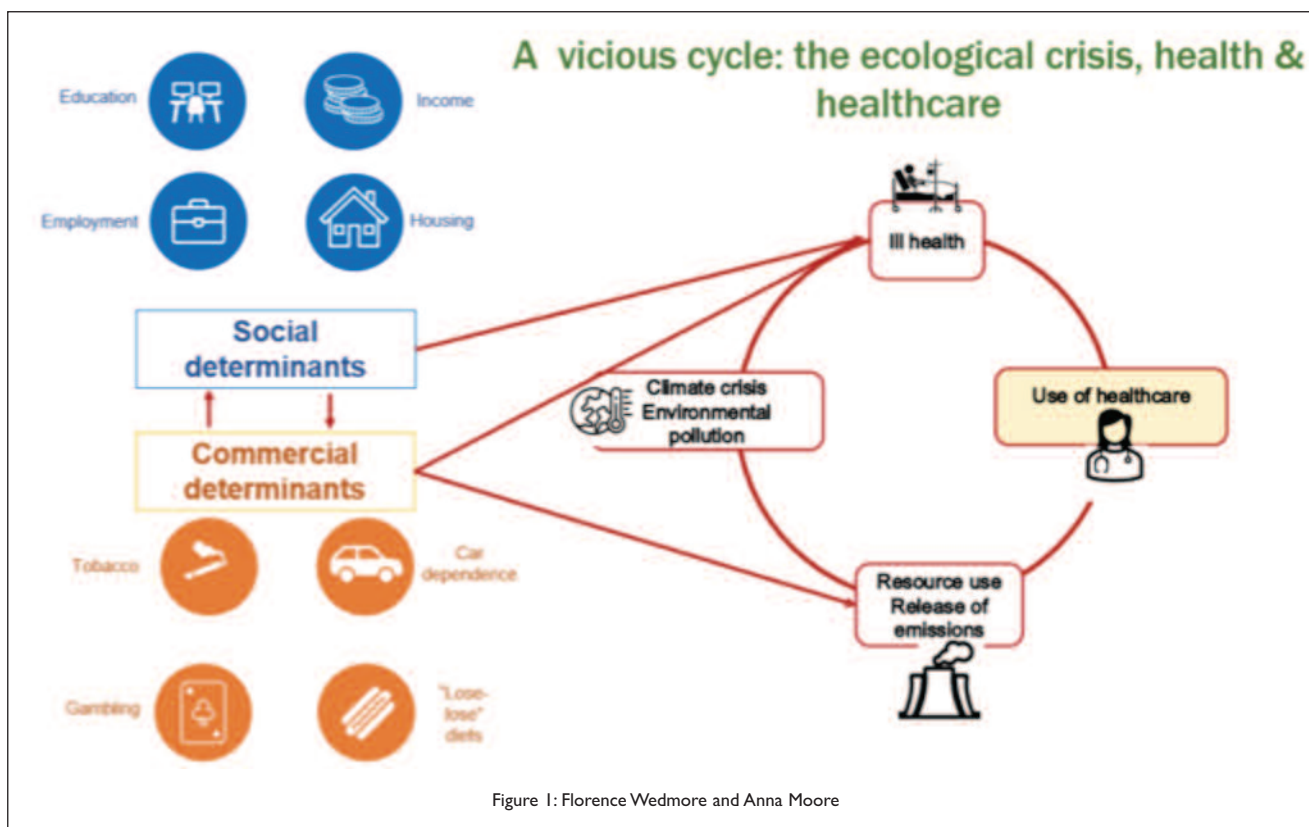 A vicious cycle: the ecological crisis, health &
healthcare
Education
Income
Employment
Housing
Social
determinants
Commercial
determinants
Tobacco
Car
dependence
Gambling
"Lose-
lose"
diets
Ill health
Use of healthcare
Climate crisis
Environmental
pollution
Resource use
Release of
emissions
Figure 1: Florence Wedmore and Anna Moore